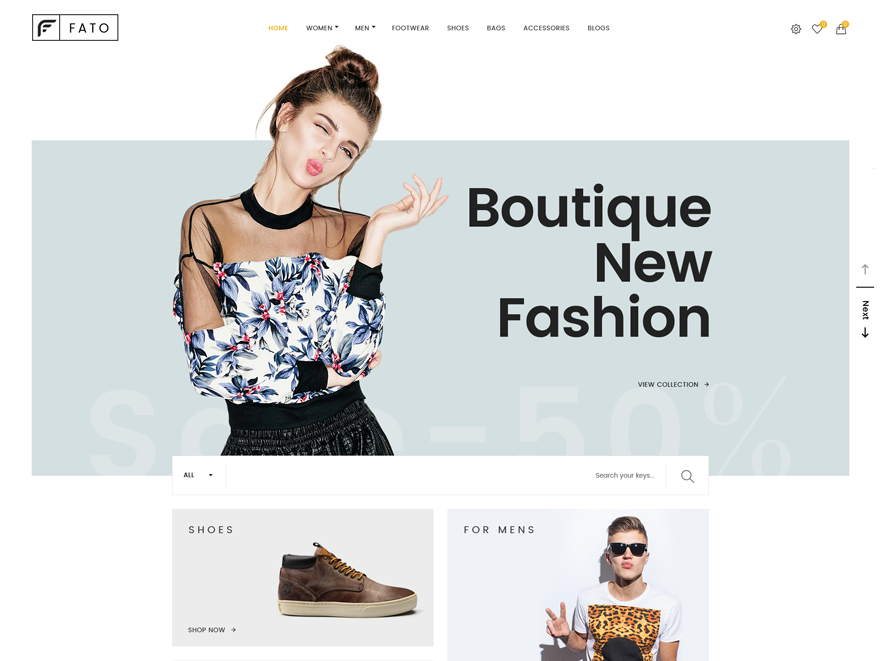 FATO
HOME WOMEN MEN FOOTWEAR SHOES BAGS ACCESSORIES BLOGS
0 0
Boutique
New
Fashion
Next
VIEW COLLECTION
Sale -50%
ALL
Search your keys...
SHOES
FOR MENS
SHOP NOW